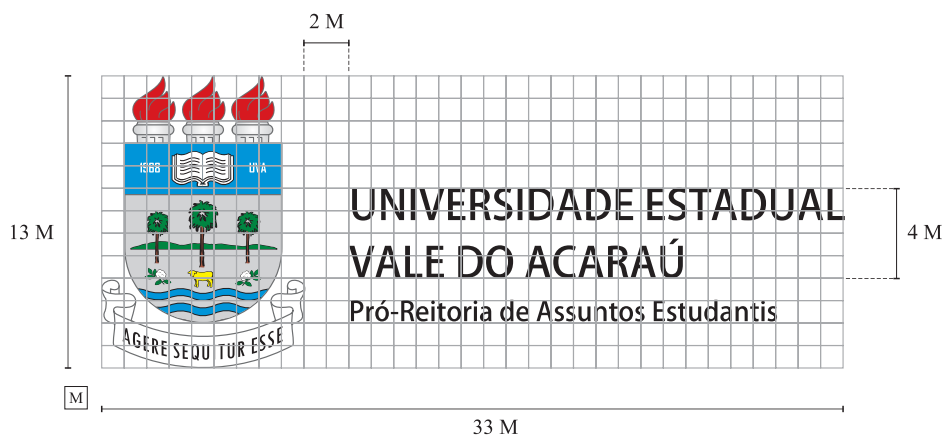 2 M
13 M
1968
UVA
UNIVERSIDADE ESTADUAL
VALE DO ACARAÚ
4 M
Pró-Reitoria de Assuntos Estudantis
AGERE SEQU TUR ESSE
M
33 M